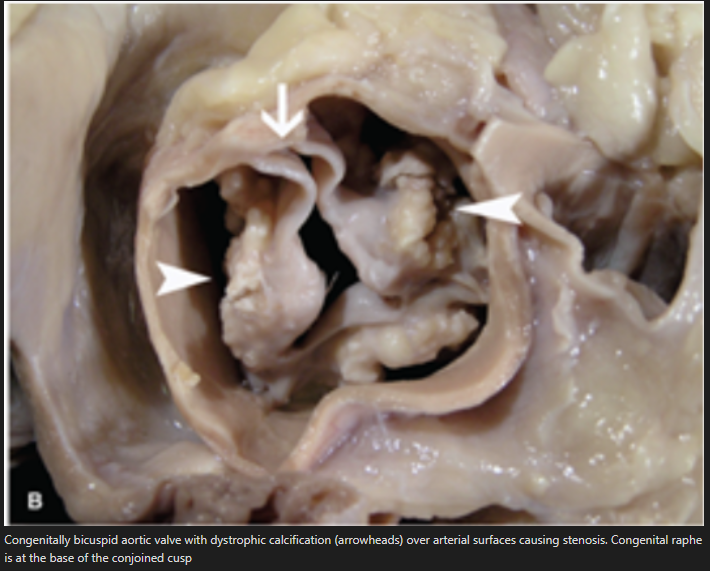 B
Congenitally bicuspid aortic valve with dystrophic calcification (arrowheads) over arterial surfaces causing stenosis. Congenital raphe
is at the base of the conjoined cusp